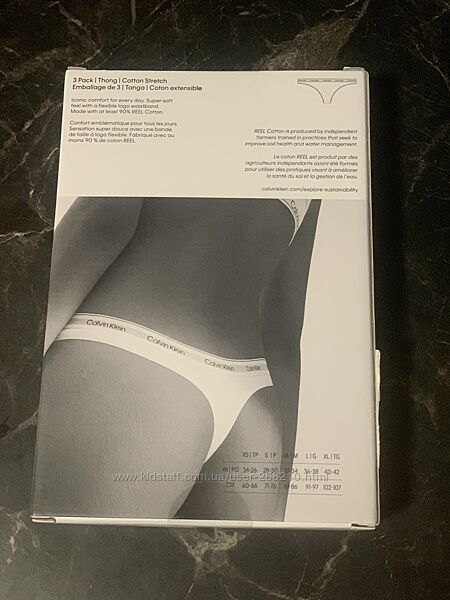 3 Pack | Thong | Cotton Stretch
Emballage de 3 | Tanga | Coton extensible
Iconic comfort for every day. Super-soft
feel with a flexible logo waistband.
Made with at least 90% REEL Cotton.
Confort emblématique pour tous les jours.
Sensation super douce avec une bande
de taille à logo flexible. Fabriqué avec au
moins 90 % de coton REEL.
REEL Cotton is produced by independent
farmers trained in practices that seek to
improve soil health and water management.
Le coton REEL est produit par des
agriculteurs indépendants ayant été formés
pour utiliser des pratiques visant à améliorer
la santé du sol et la gestion de l'eau.
calvinklein.com/explore-sustainability
Calvin Klein Calvin Klein Calvin Klein
XS|TP S|P M|M L|G XL|TG
IN|PO 24-26 28-30 36-38 40-42
www.kidstaff.com.ua/user-
CM 60-66 71-76 91-97 102-107